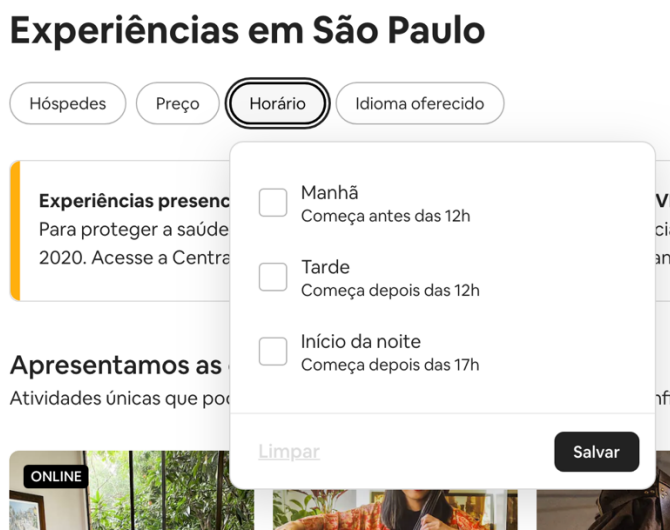 Experiências em São Paulo
Hóspedes
Preço
Horário
Idioma oferecido
Experiências presenc
Para proteger a saúde
2020. Acesse a Centra
Manhã
Começa antes das 12h
Tarde
Começa depois das 12h
Início da noite
Começa depois das 17h
Apresentamos as
Atividades únicas que
Limpar
Salvar
ONLINE